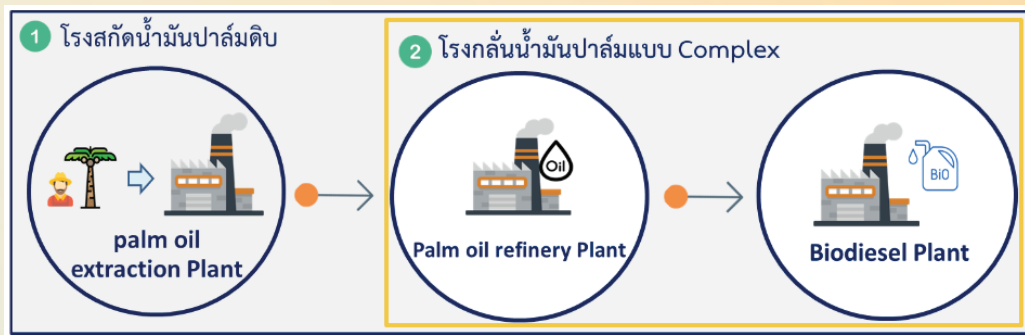 1 โรงสกัดน้ำมันปาล์มดิบ
2 โรงกลั่นน้ำมันปาล์มแบบ Complex
palm oil
extraction Plant
Oil
Palm oil refinery Plant
BiO
Biodiesel Plant